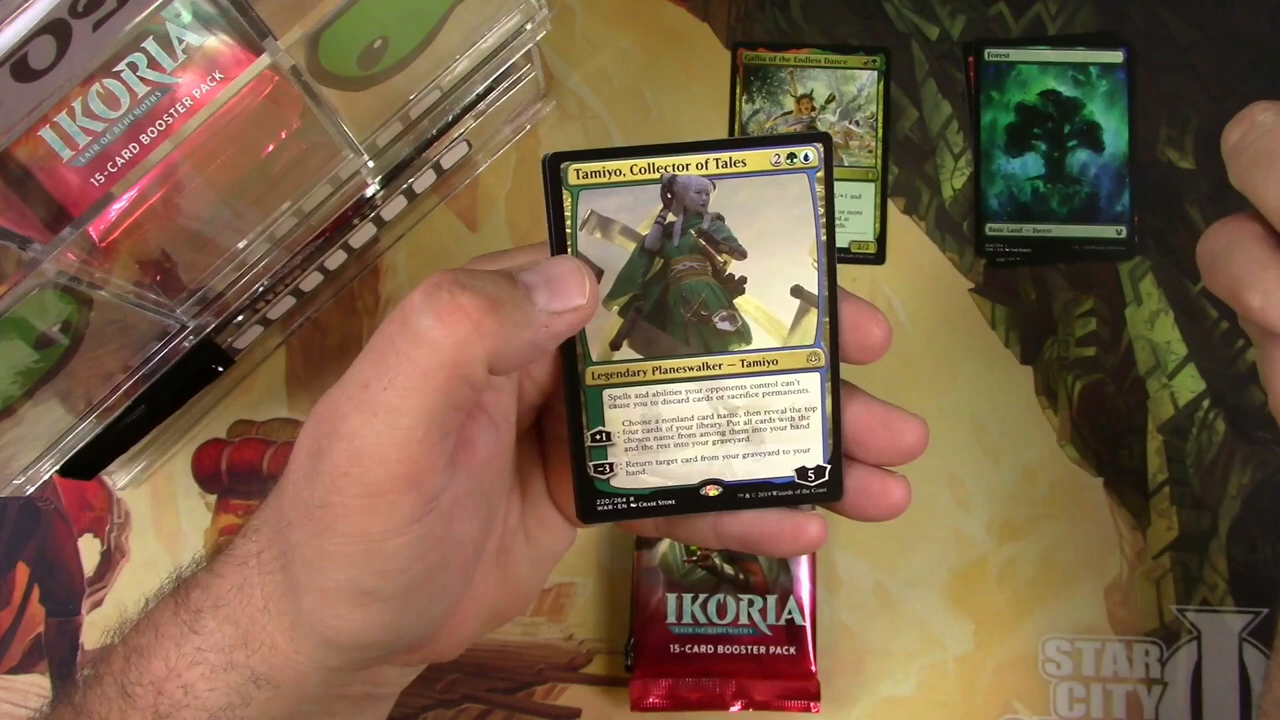 IKORIA
LAIR OF BEHEMOTHS
15-CARD BOOSTER PACK
Gallia of the Endless Dance
2/2
Forest
Basic Land — Forest
Tamiyo, Collector of Tales
2
Legendary Planeswalker — Tamiyo
Spells and abilities your opponents control can't
cause you to discard cards or sacrifice permanents.
+1: Choose a nonland card name, then reveal the top
four cards of your library. Put all cards with the
chosen name from among them into your hand
and the rest into your graveyard.
−3: Return target card from your graveyard to your
hand.
5
220/264 R
WAR • EN Chase Stone
™ & © 2019 Wizards of the Coast
IKORIA
LAIR OF BEHEMOTHS
15-CARD BOOSTER PACK
STAR
CITY